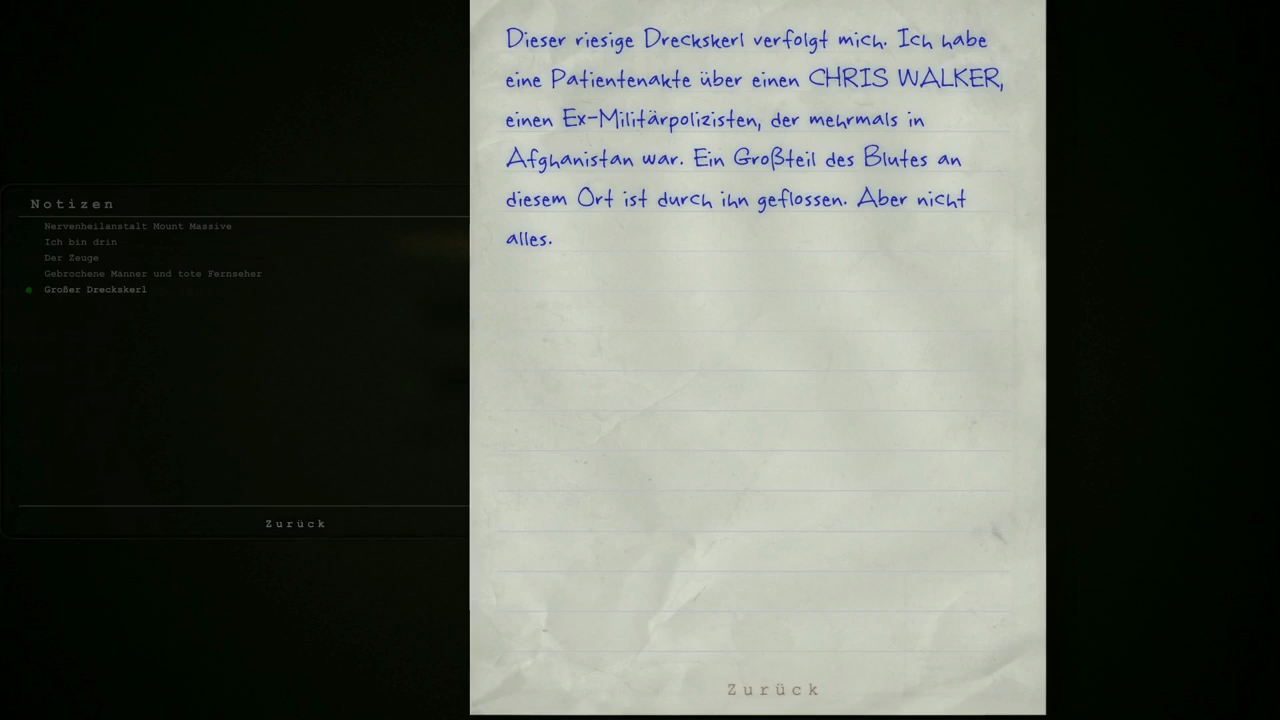 Notizen
Nervenheilanstalt Mount Massive
Ich bin drin
Der Zeuge
Gebrochene Männer und tote Fernseher
Großer Dreckskerl
Zurück
Dieser riesige Dreckskerl verfolgt mich. Ich habe
eine Patientenakte über einen CHRIS WALKER,
einen Ex-Militärpolizisten, der mehrmals in
Afghanistan war. Ein Großteil des Blutes an
diesem Ort ist durch ihn geflossen. Aber nicht
alles.
Zurück